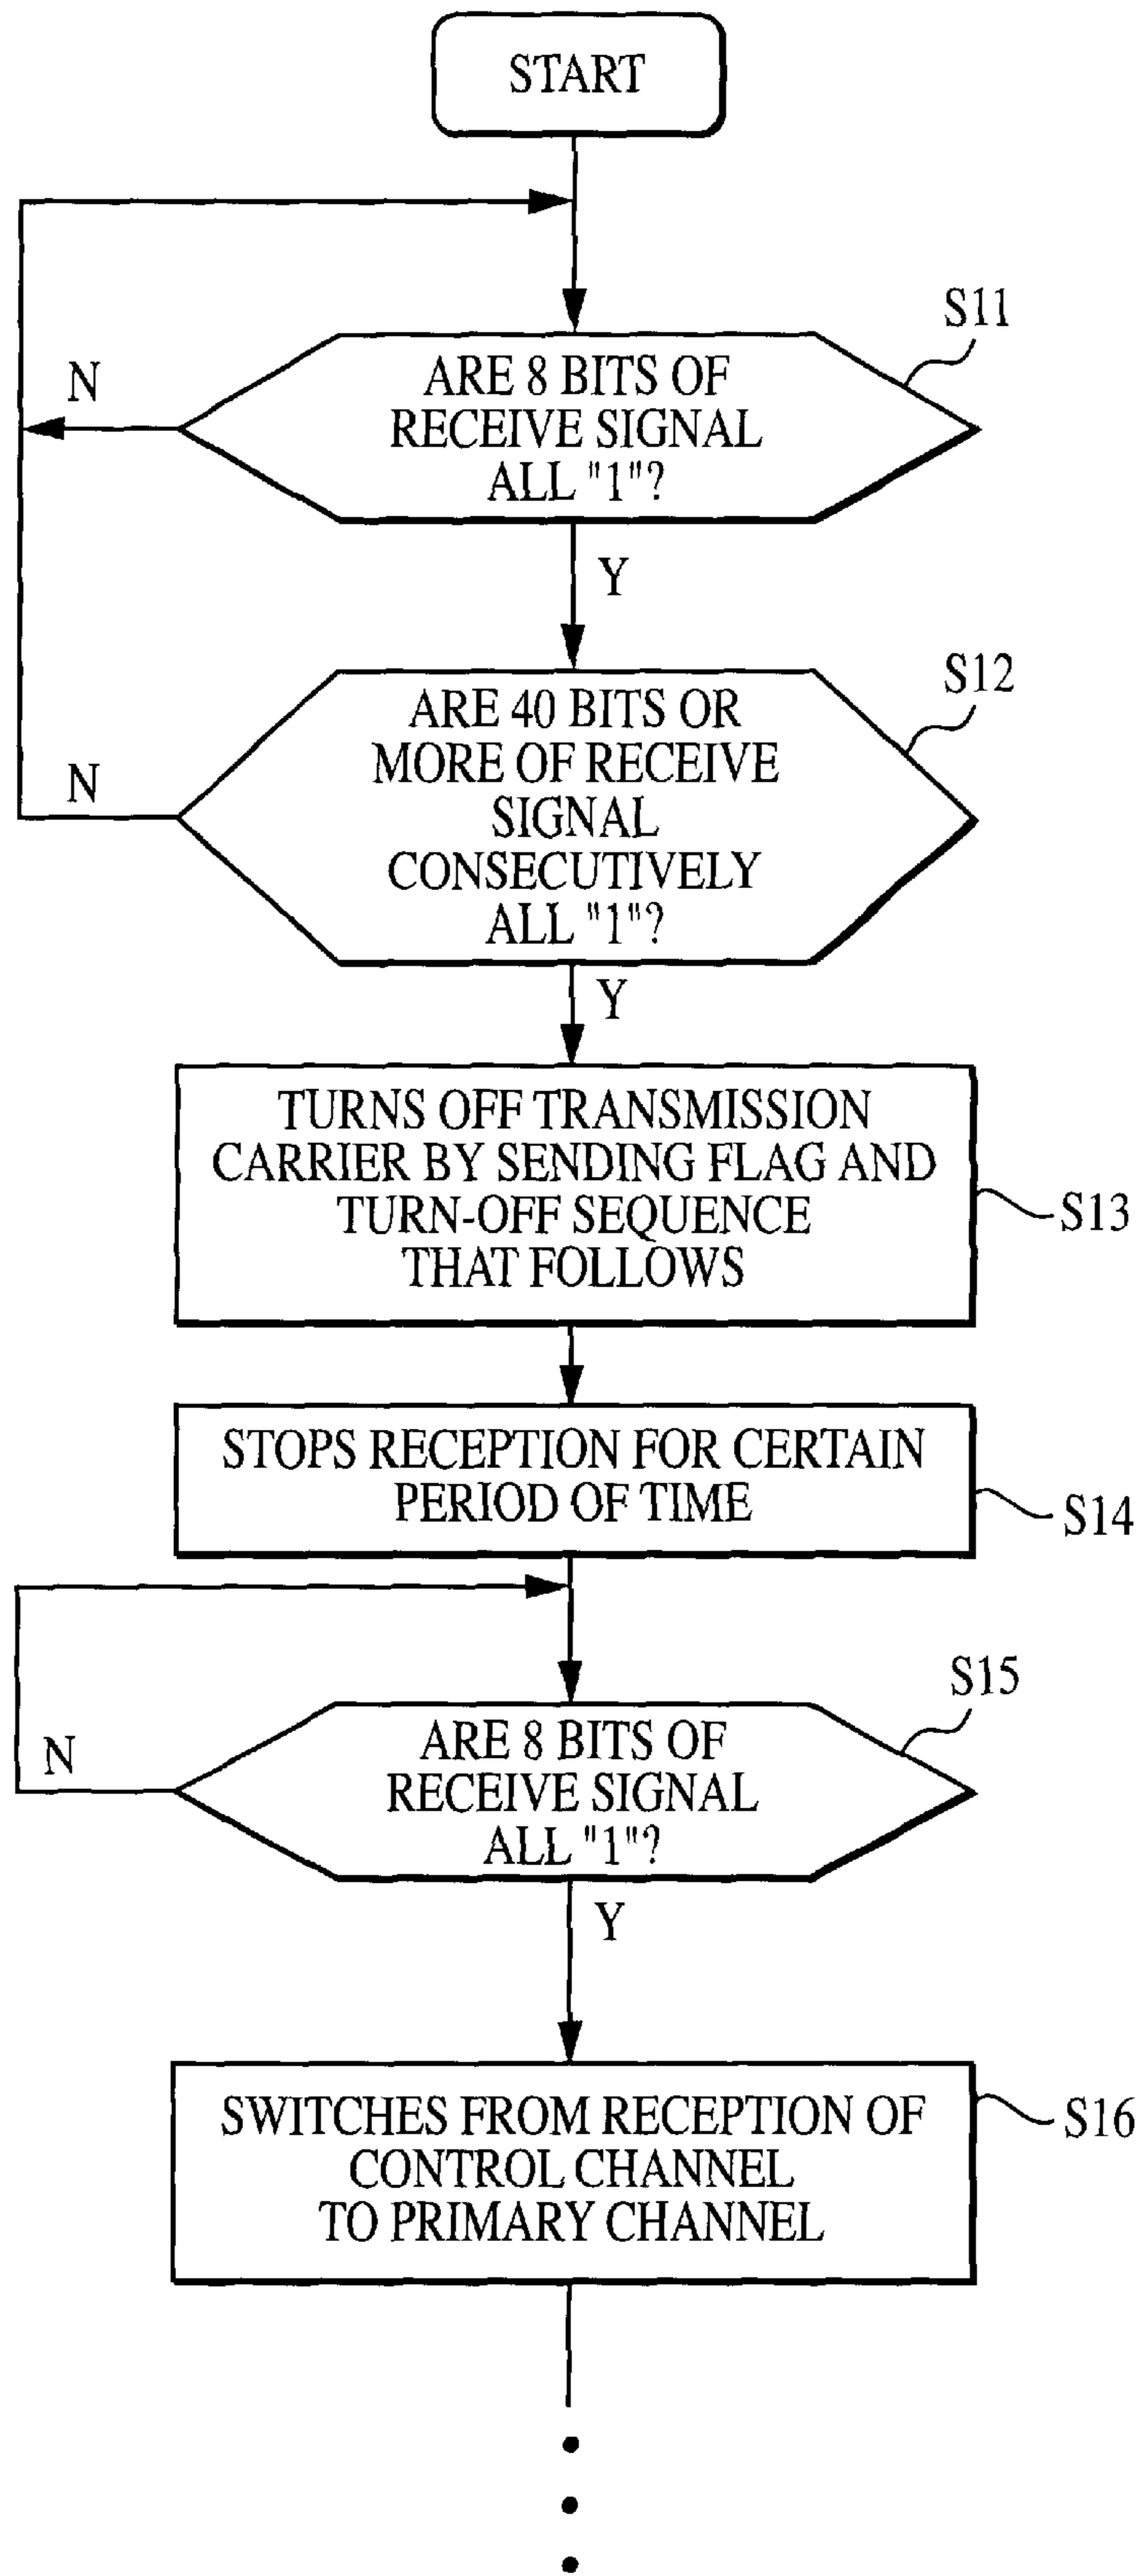 START
S11
N
ARE 8 BITS OF
RECEIVE SIGNAL
ALL "1"?
Y
S12
ARE 40 BITS OR
MORE OF RECEIVE
N
SIGNAL
CONSECUTIVELY
ALL "1"?
Y
TURNS OFF TRANSMISSION
CARRIER BY SENDING FLAG AND
TURN-OFF SEQUENCE
THAT FOLLOWS
S13
STOPS RECEPTION FOR CERTAIN
PERIOD OF TIME
S14
S15
N
ARE 8 BITS OF
RECEIVE SIGNAL
ALL "1"?
Y
SWITCHES FROM RECEPTION OF
CONTROL CHANNEL
TO PRIMARY CHANNEL
S16